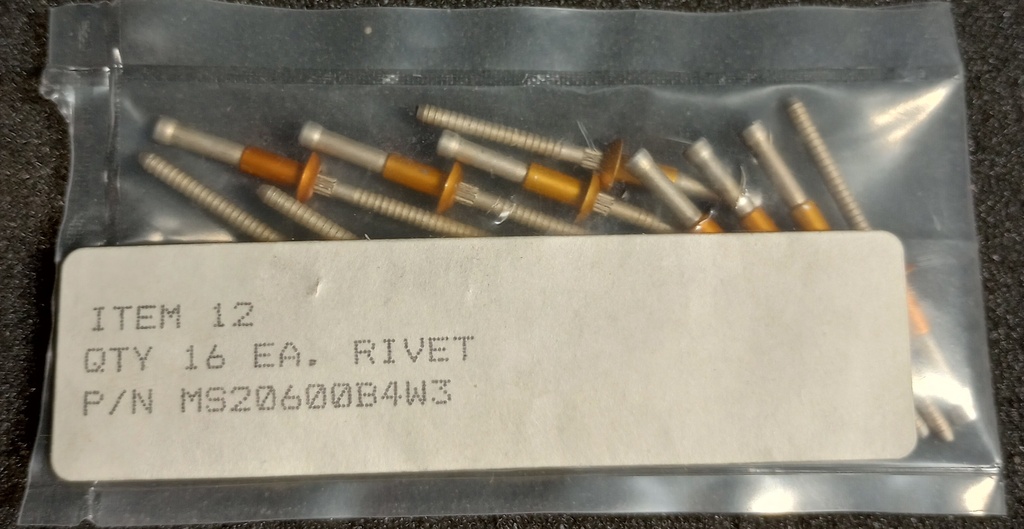 ITEM 12
QTY 16 EA. RIVET
P/N MS20600B4W3